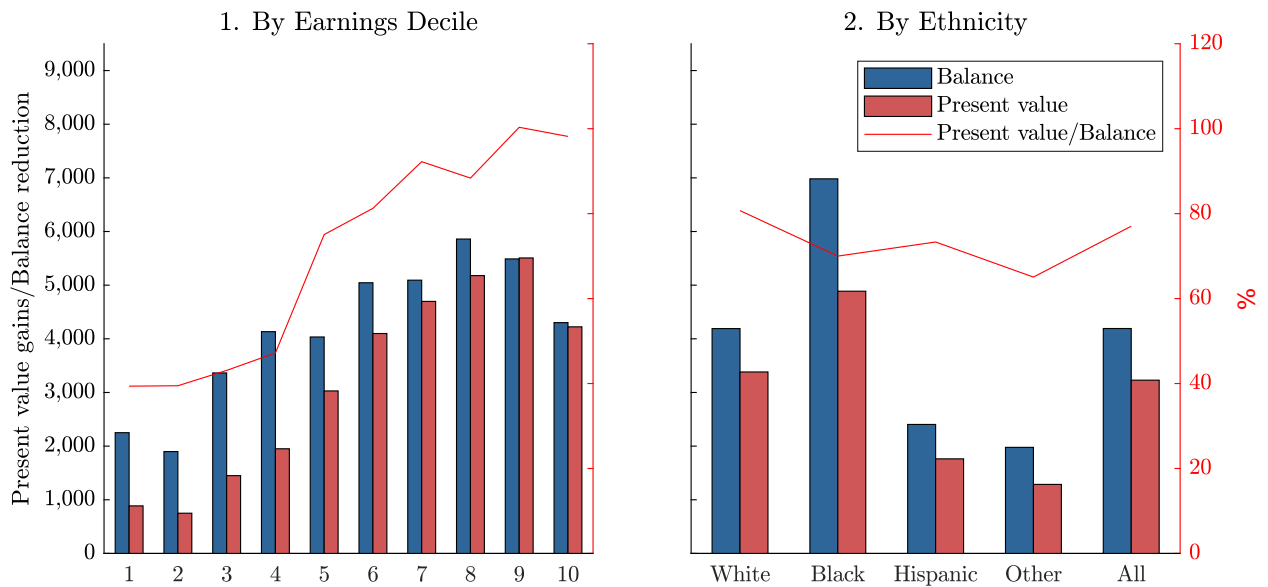 1. By Earnings Decile
Present value gains/Balance reduction
9,000
8,000
7,000
6,000
5,000
4,000
3,000
2,000
1,000
0
1 2 3 4 5 6 7 8 9 10
2. By Ethnicity
Balance
Present value
Present value/Balance
120
100
80
60
40
20
0
%
White Black Hispanic Other All